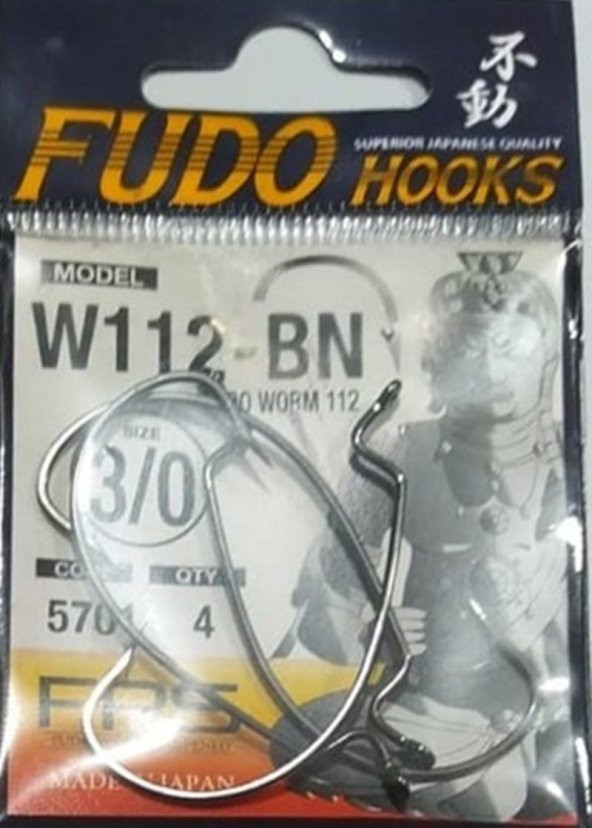 不動
FUDO HOOKS
SUPERIOR JAPANESE QUALITY
MODEL
W112-BN
WORM 112
SIZE
3/0
QTY
4
MADE JAPAN